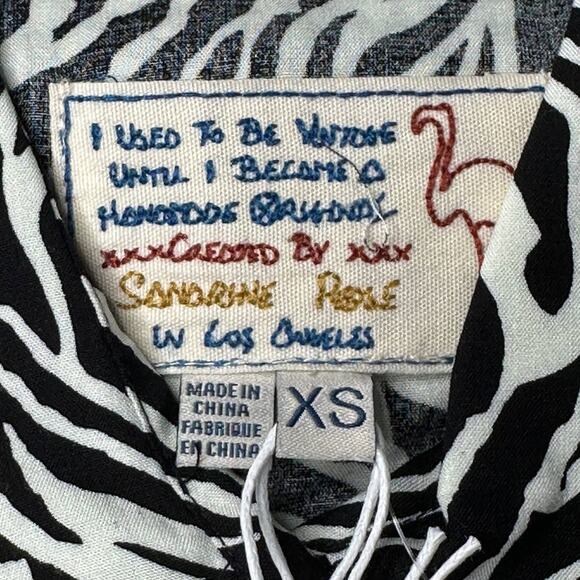 I USED TO BE VINTAGE
UNTIL I BECAME A
HANDMADE ORIGINAL
xxxCREATED BY xxx
SANDRINE ROSE
IN LOS ANGELES
MADE IN
CHINA
FABRIQUE
EN CHINA
XS